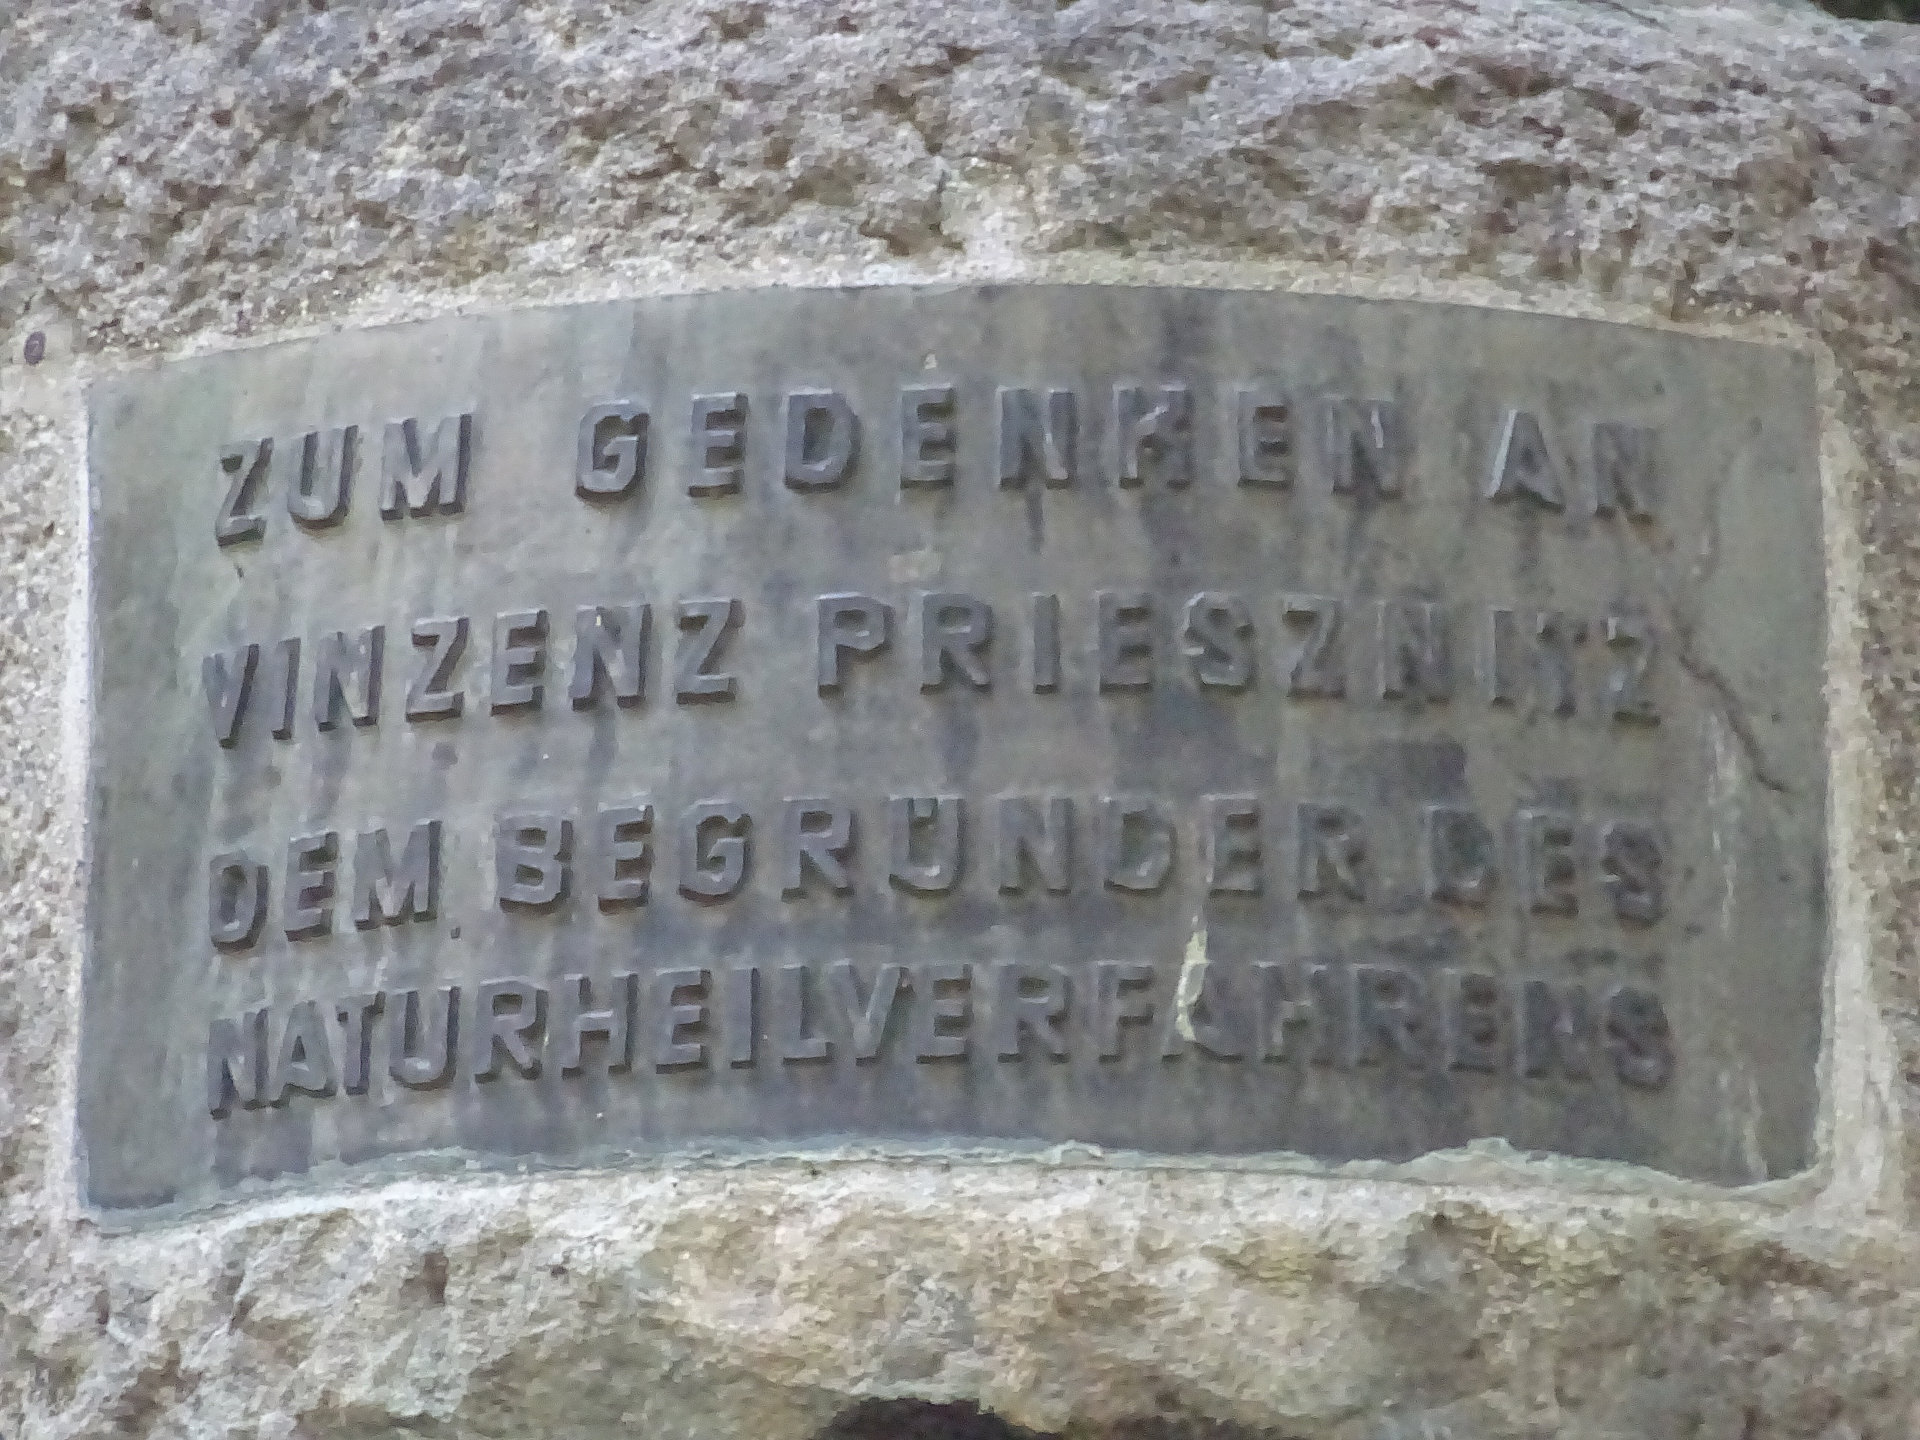 ZUM GEDENKEN AN
VINZENZ PRIESZNITZ
DEM BEGRÜNDER DES
NATURHEILVERFAHRENS